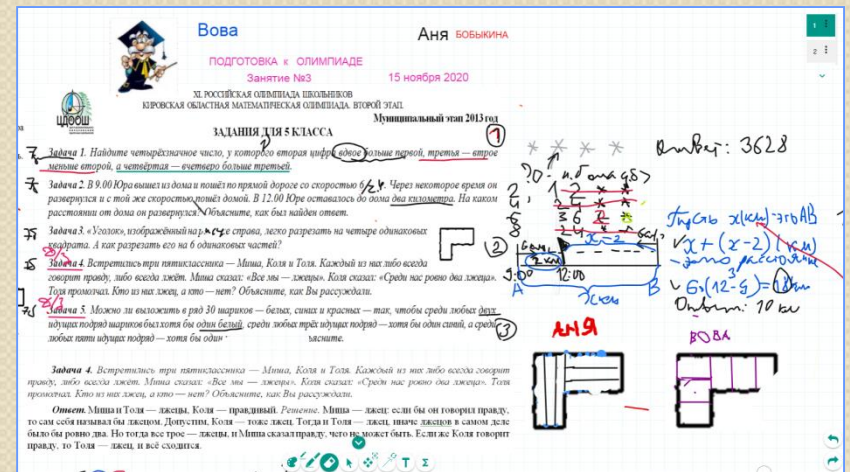 Вова
Аня БОБЫКИНА
ПОДГОТОВКА к ОЛИМПИАДЕ
Занятие №3
15 ноября 2020
XI. РОССИЙСКАЯ ОЛИМПИАДА ШКОЛЬНИКОВ
КИРОВСКАЯ ОБЛАСТНАЯ МАТЕМАТИЧЕСКАЯ ОЛИМПИАДА. ВТОРОЙ ЭТАП.
ЦДООШ
Муниципальный этап 2013 год
ЗАДАНИЯ ДЛЯ 5 КЛАССА
Задача 1. Найдите четырёхзначное число, у которого вторая цифра вдвое больше первой, третья — втрое
меньше второй, а четвёртая — вчетверо больше третьей.
Задача 2. В 9.00 Юра вышел из дома и пошёл по прямой дороге со скоростью 6 Через некоторое время он
развернулся и с той же скоростью пошёл домой. В 12.00 Юре оставалось до дома два километра. На каком
расстоянии от дома он развернулся? Объясните, как был найден ответ.
Задача 3. «Уголок», изображённый на справа, легко разрезать на четыре одинаковых
квадрата. А как разрезать его на 6 одинаковых частей?
Задача 4. Встретились три пятиклассника — Миша, Коля и Толя. Каждый из них либо всегда
говорит правду, либо всегда лжёт. Миша сказал: «Все мы — лжецы». Коля сказал: «Среди нас ровно два лжеца».
Толя промолчал. Кто из них лжец, а кто — нет? Объясните, как Вы рассуждали.
Задача 5. Можно ли выложить в ряд 30 шариков — белых, синих и красных — так, чтобы среди любых двух
идущих подряд шариков был хотя бы один белый, среди любых трёх идущих подряд — хотя бы один синий, а среди
любых пяти идущих подряд — хотя бы один
Ответ: 3628
x-2
2 км
9:00 12:00
A B
x+(x-2) (км)
Ответ: 10 км
АНЯ
ВОВА
Задача 4. Встретились три пятиклассника — Миша, Коля и Толя. Каждый из них либо всегда говорит
правду, либо всегда лжёт. Миша сказал: «Все мы — лжецы». Коля сказал: «Среди нас ровно два лжеца». Толя
промолчал. Кто из них лжец, а кто — нет? Объясните, как Вы рассуждали.
Ответ. Миша и Толя — лжецы, Коля — правдивый. Решение. Миша — лжец: если бы он говорил правду,
то сам себя называл бы лжецом. Допустим, Коля — тоже лжец. Тогда и Толя — лжец, иначе лжецов в самом деле
было бы ровно два. Но тогда все трое — лжецы, и Миша сказал правду, чего не может быть. Если же Коля говорит
правду, то Толя — лжец, и всё сходится.